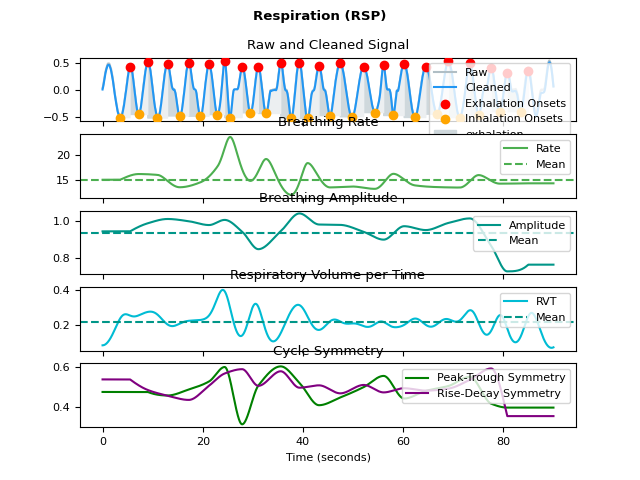 Respiration (RSP)
Raw and Cleaned Signal
0.5
0.0
−0.5
Raw
Cleaned
Exhalation Onsets
Inhalation Onsets
exhalation
Breathing Rate
20
15
Rate
Mean
Breathing Amplitude
1.0
0.8
Amplitude
Mean
Respiratory Volume per Time
0.4
0.2
RVT
Mean
Cycle Symmetry
0.6
0.4
Peak-Trough Symmetry
Rise-Decay Symmetry
0 20 40 60 80
Time (seconds)